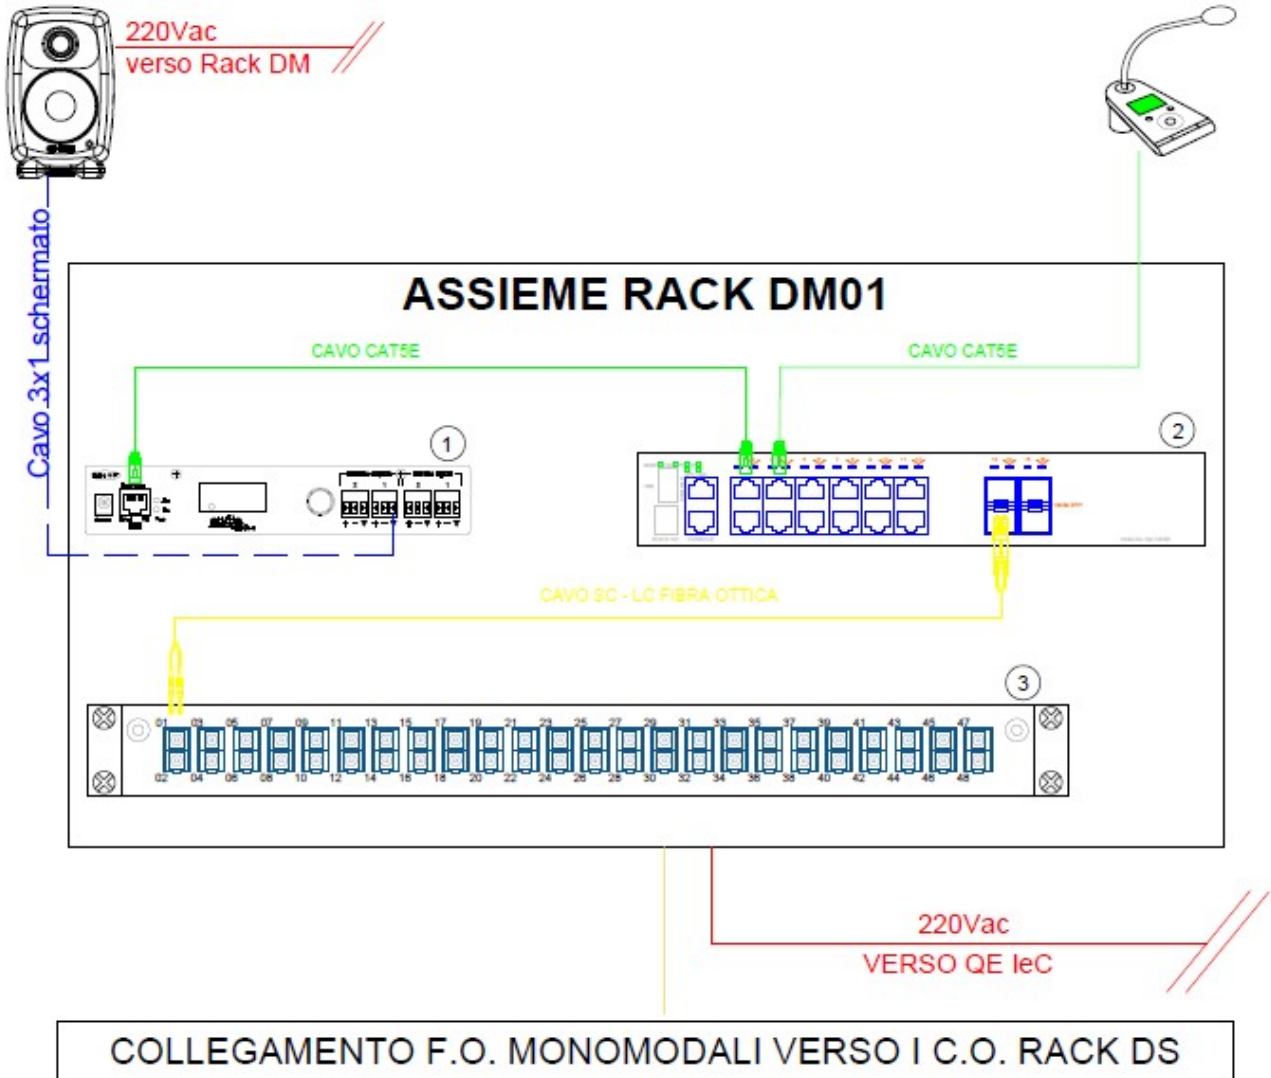 220Vac
verso Rack DM
Cavo 3x1 schermato
ASSIEME RACK DM01
CAVO CAT5E
CAVO CAT5E
1
2
2 1 2 1
CAVO SC - LC FIBRA OTTICA
3
01 03 05 07 09 11 13 15 17 19 21 23 25 27 29 31 33 35 37 39 41 43 45 47
02 04 06 08 10 12 14 16 18 20 22 24 26 28 30 32 34 36 38 40 42 44 46 48
220Vac
VERSO QE IeC
COLLEGAMENTO F.O. MONOMODALI VERSO I C.O. RACK DS